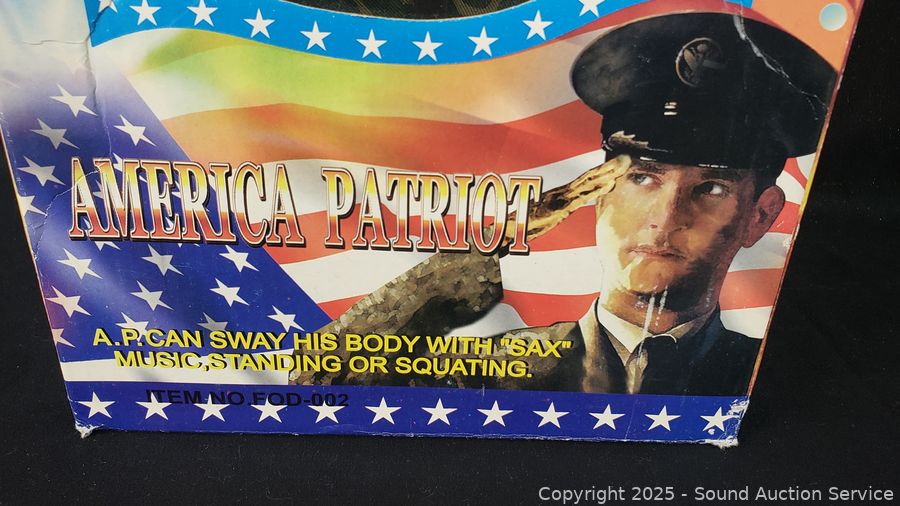 AMERICA PATRIOT
A.P. CAN SWAY HIS BODY WITH "SAX"
MUSIC,STANDING OR SQUATING.
ITEM NO.FOD-002
Copyright 2025 - Sound Auction Service